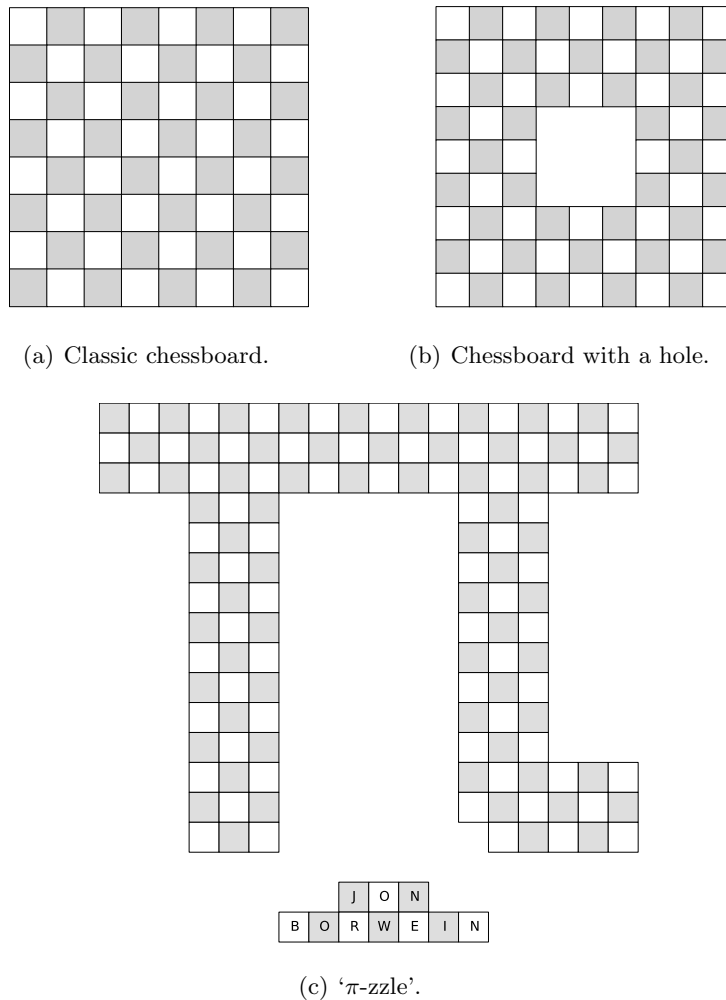 (a) Classic chessboard.
(b) Chessboard with a hole.
J O N
B O R W E I N
(c) ‘π-zzle’.